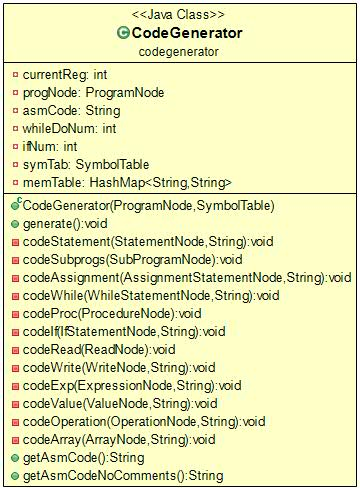 <<Java Class>>
CodeGenerator
codegenerator
currentReg: int
progNode: ProgramNode
asmCode: String
whileDoNum: int
ifNum: int
symTab: SymbolTable
memTable: HashMap<String,String>
CodeGenerator(ProgramNode,SymbolTable)
generate():void
codeStatement(StatementNode,String):void
codeSubprogs(SubProgramNode):void
codeAssignment(AssignmentStatementNode,String):void
codeWhile(WhileStatementNode,String):void
codeProc(ProcedureNode):void
codeIf(IfStatementNode,String):void
codeRead(ReadNode):void
codeWrite(WriteNode,String):void
codeExp(ExpressionNode,String):void
codeValue(ValueNode,String):void
codeOperation(OperationNode,String):void
codeArray(ArrayNode,String):void
getAsmCode():String
getAsmCodeNoComments():String